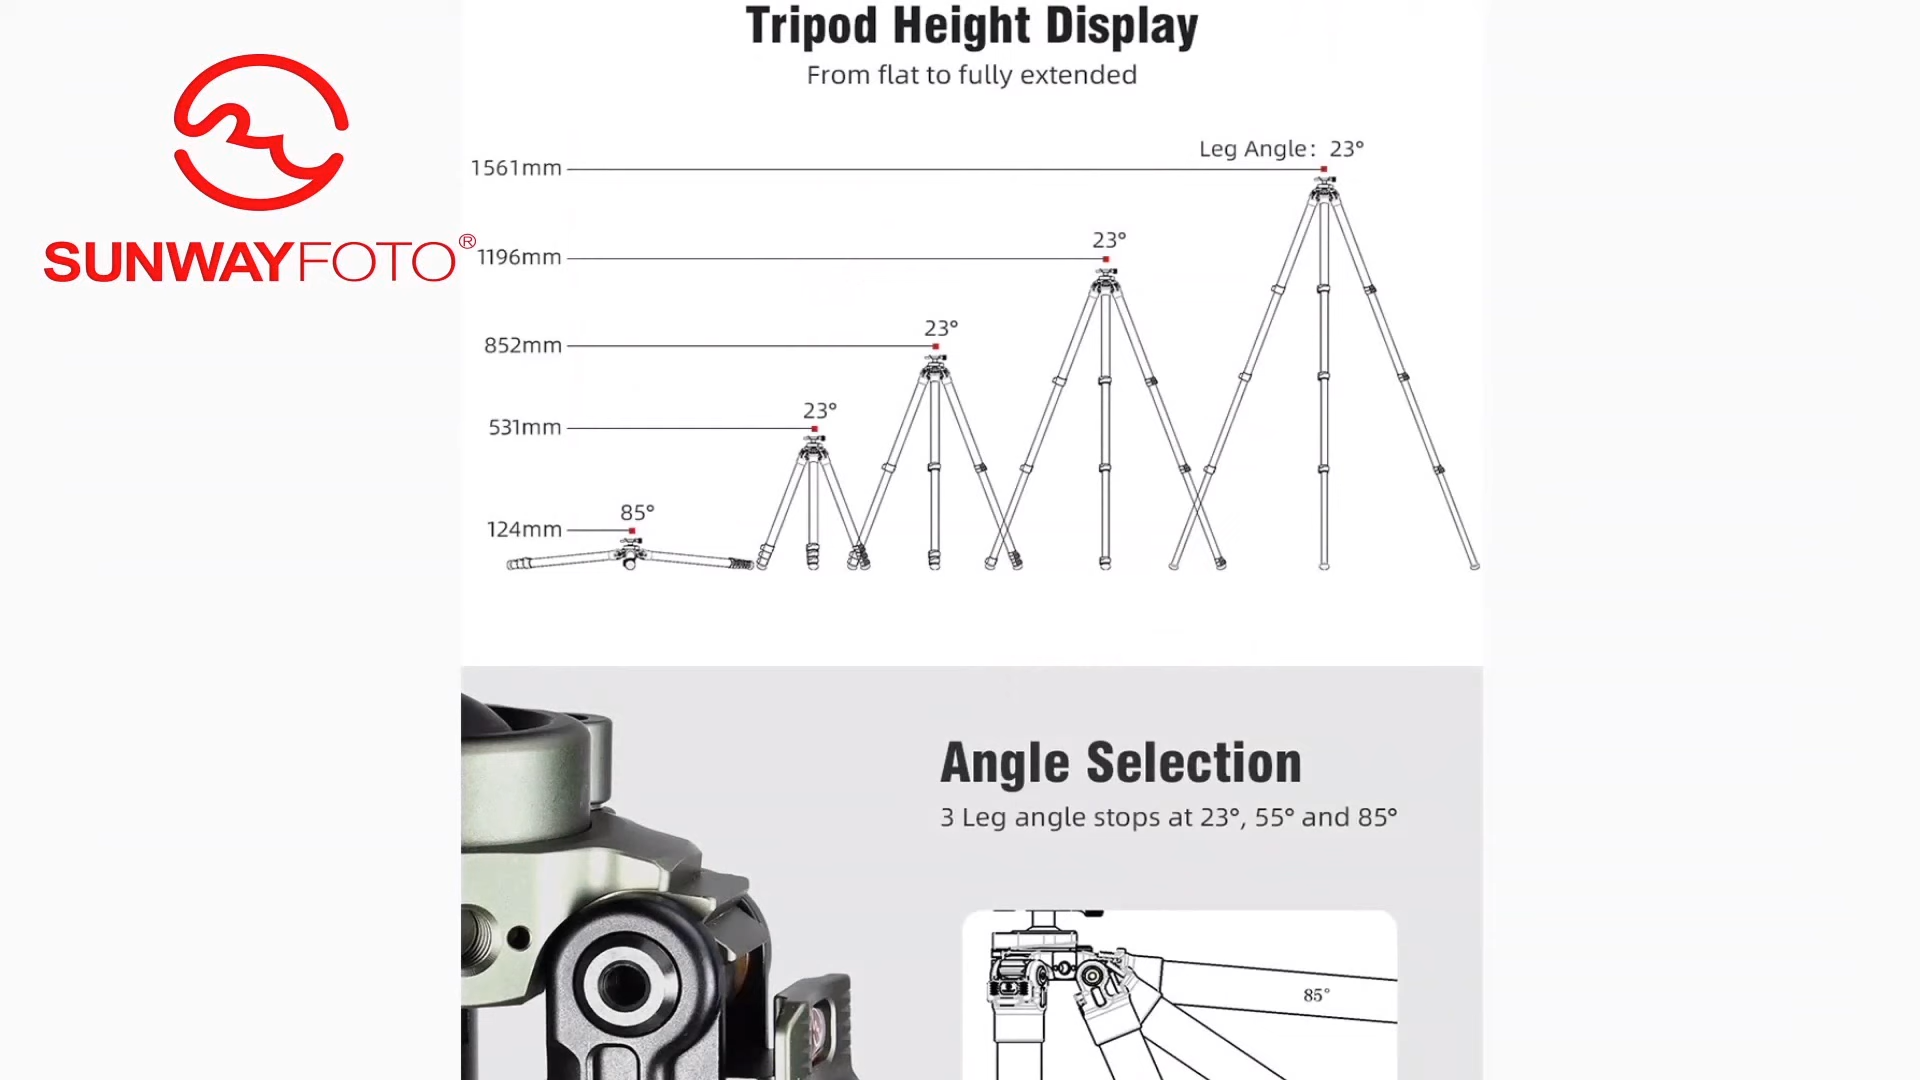 Tripod Height Display
From flat to fully extended
SUNWAYFOTO®
Leg Angle: 23°
1561mm
23°
1196mm
23°
852mm
23°
531mm
85°
124mm
Angle Selection
3 Leg angle stops at 23°, 55° and 85°
85°